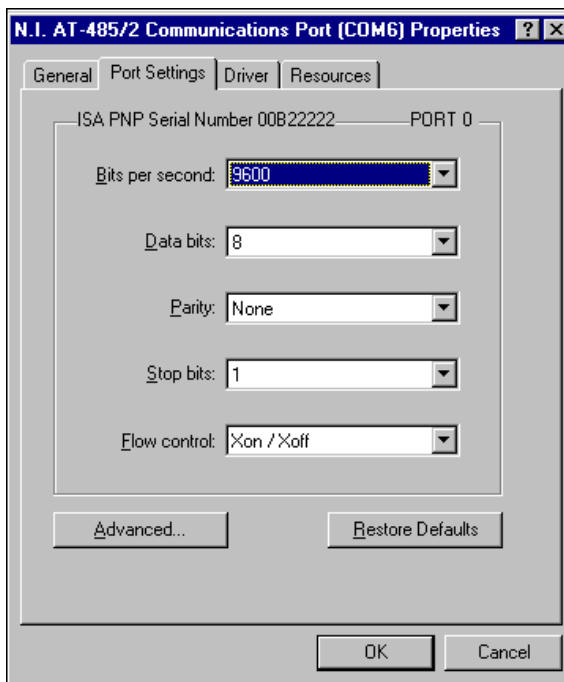 N.I. AT-485/2 Communications Port (COM6) Properties ? X
General Port Settings Driver Resources
ISA PNP Serial Number 00B22222 PORT 0
Bits per second: 9600
Data bits: 8
Parity: None
Stop bits: 1
Flow control: Xon / Xoff
Advanced... Restore Defaults
OK Cancel